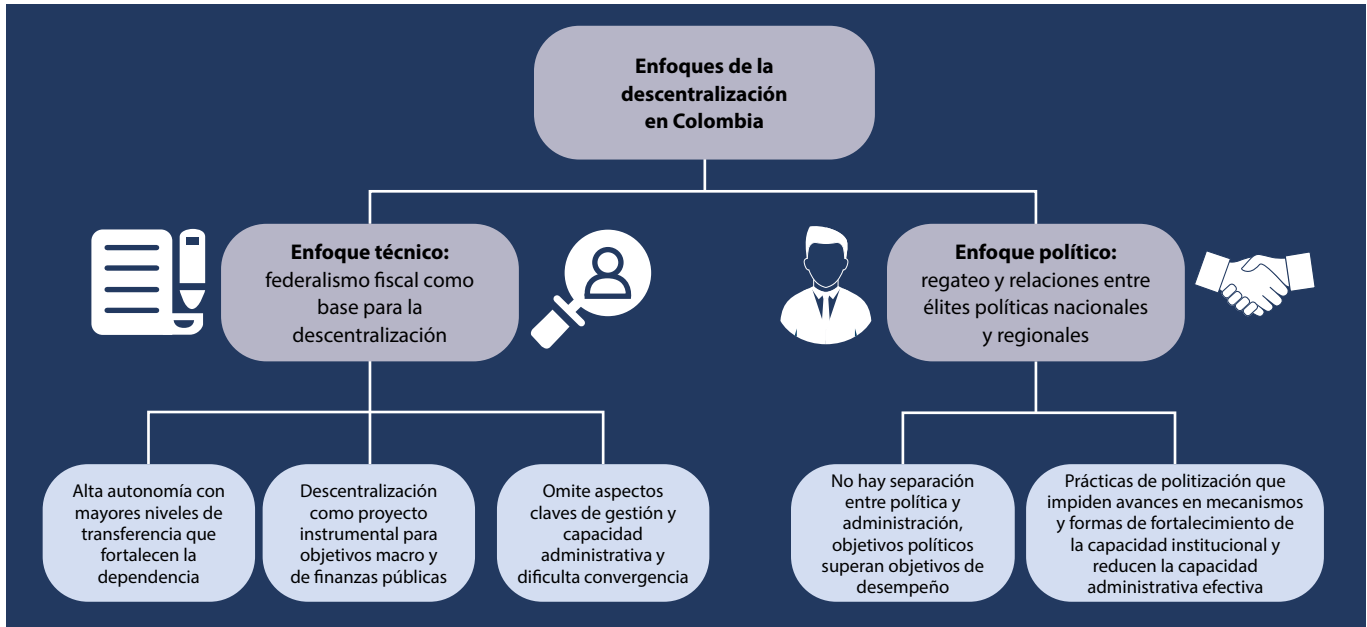 Enfoques de la
descentralización
en Colombia
Enfoque técnico:
federalismo fiscal como
base para la
descentralización
Enfoque político:
regateo y relaciones entre
élites políticas nacionales
y regionales
Alta autonomía con
mayores niveles de
transferencia que
fortalecen la
dependencia
Descentralización
como proyecto
instrumental para
objetivos macro y
de finanzas públicas
Omite aspectos
claves de gestión y
capacidad
administrativa y
dificulta convergencia
No hay separación
entre política y
administración,
objetivos políticos
superan objetivos de
desempeño
Prácticas de politización que
impiden avances en mecanismos
y formas de fortalecimiento de
la capacidad institucional y
reducen la capacidad
administrativa efectiva